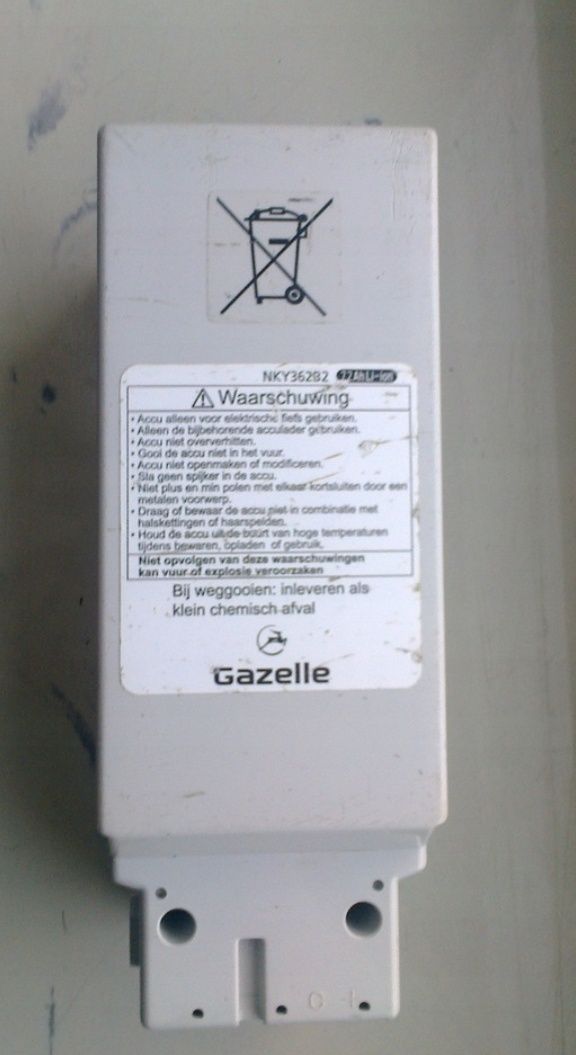 NKY362B2 12Ah Li-Ion
Waarschuwing
• Accu alleen voor elektrische fiets gebruiken.
• Alleen de bijbehorende acculader gebruiken.
• Accu niet oververhitten.
• Gooi de accu niet in het vuur.
• Accu niet openmaken of modificeren.
• Sla geen spijker in de accu.
• Niet plus en min polen met elkaar kortsluiten door een
metalen voorwerp.
• Draag of bewaar de accu niet in combinatie met
halskettingen of haarspelden.
• Houd de accu uit de buurt van hoge temperaturen
tijdens bewaren, opladen of gebruik.
Niet opvolgen van deze waarschuwingen
kan vuur of explosie veroorzaken
Bij weggooien: inleveren als
klein chemisch afval
Gazelle